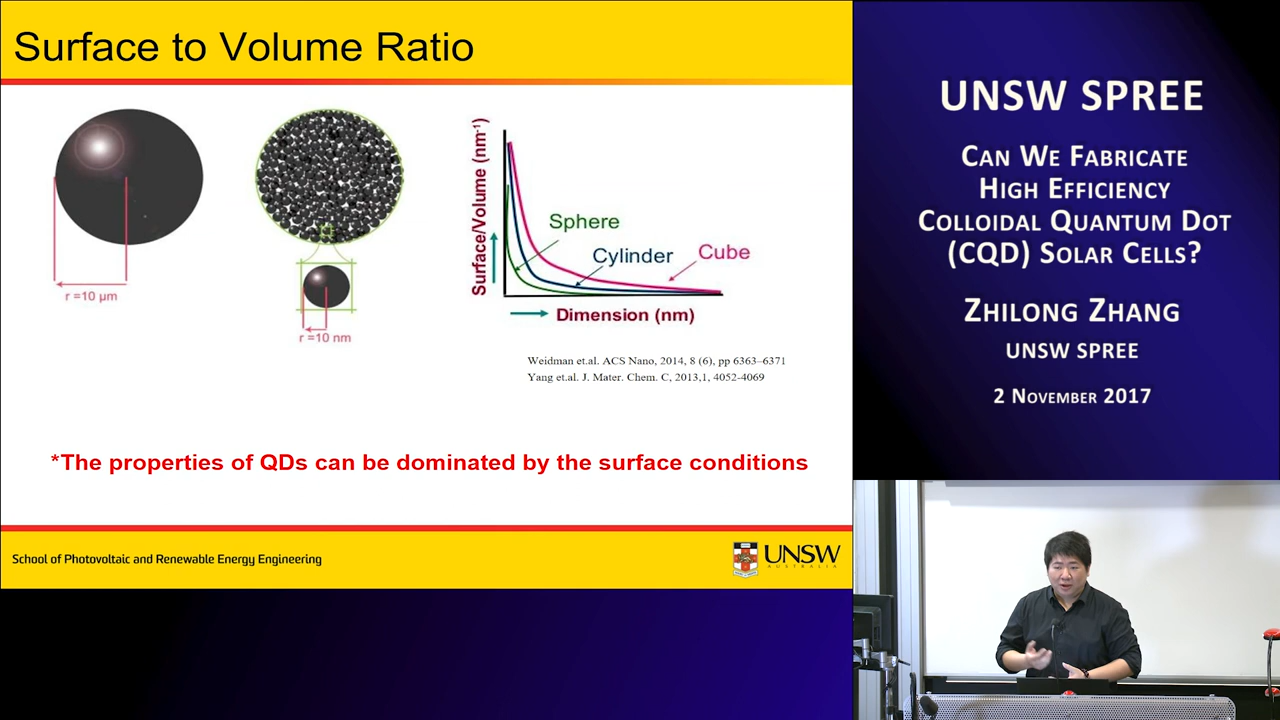 Surface to Volume Ratio
r=10 µm
r=10 nm
Surface/Volume (nm⁻¹)
Sphere
Cylinder
Cube
Dimension (nm)
Weidman et.al. ACS Nano, 2014, 8 (6), pp 6363–6371
Yang et.al. J. Mater. Chem. C, 2013,1, 4052-4069
*The properties of QDs can be dominated by the surface conditions
School of Photovoltaic and Renewable Energy Engineering
UNSW
AUSTRALIA
UNSW SPREE
Can We Fabricate
High Efficiency
Colloidal Quantum Dot
(CQD) Solar Cells?
Zhilong Zhang
UNSW SPREE
2 November 2017